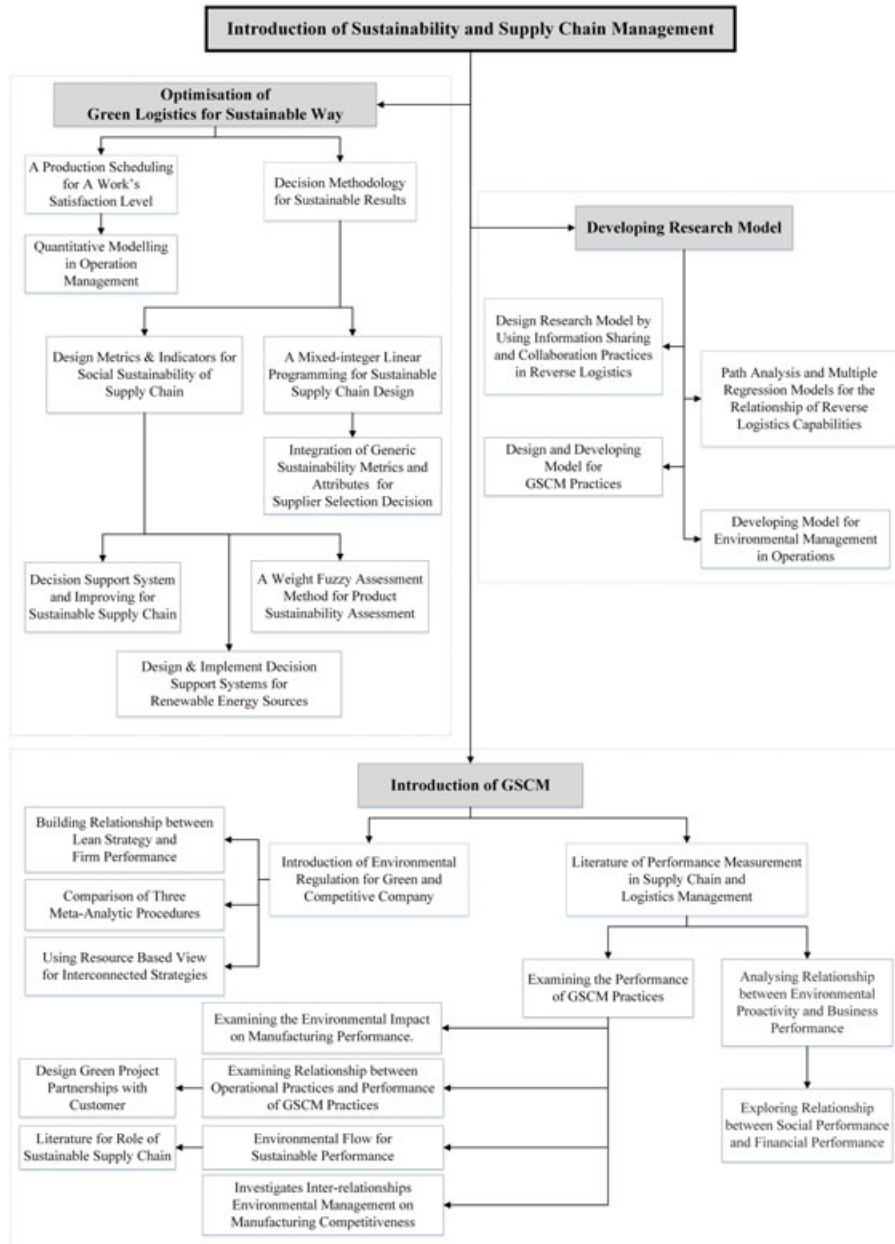 Introduction of Sustainability and Supply Chain Management
Optimisation of
Green Logistics for Sustainable Way
A Production Scheduling
for A Work's
Satisfaction Level
Decision Methodology
for Sustainable Results
Quantitative Modelling
in Operation
Management
Design Metrics & Indicators for
Social Sustainability of
Supply Chain
A Mixed-integer Linear
Programming for Sustainable
Supply Chain Design
Integration of Generic
Sustainability Metrics and
Attributes for
Supplier Selection Decision
Decision Support System
and Improving for
Sustainable Supply Chain
A Weight Fuzzy Assessment
Method for Product
Sustainability Assessment
Design & Implement Decision
Support Systems for
Renewable Energy Sources
Developing Research Model
Design Research Model by
Using Information Sharing
and Collaboration Practices
in Reverse Logistics
Path Analysis and Multiple
Regression Models for the
Relationship of Reverse
Logistics Capabilities
Design and Developing
Model for
GSCM Practices
Developing Model for
Environmental Management
in Operations
Introduction of GSCM
Building Relationship between
Lean Strategy and
Firm Performance
Comparison of Three
Meta-Analytic Procedures
Using Resource Based View
for Interconnected Strategies
Introduction of Environmental
Regulation for Green and
Competitive Company
Literature of Performance Measurement
in Supply Chain and
Logistics Management
Examining the Performance
of GSCM Practices
Analysing Relationship
between Environmental
Proactivity and Business
Performance
Examining the Environmental Impact
on Manufacturing Performance.
Design Green Project
Partnerships with
Customer
Examining Relationship between
Operational Practices and Performance
of GSCM Practices
Exploring Relationship
between Social Performance
and Financial Performance
Literature for Role of
Sustainable Supply Chain
Environmental Flow for
Sustainable Performance
Investigates Inter-relationships
Environmental Management on
Manufacturing Competitiveness